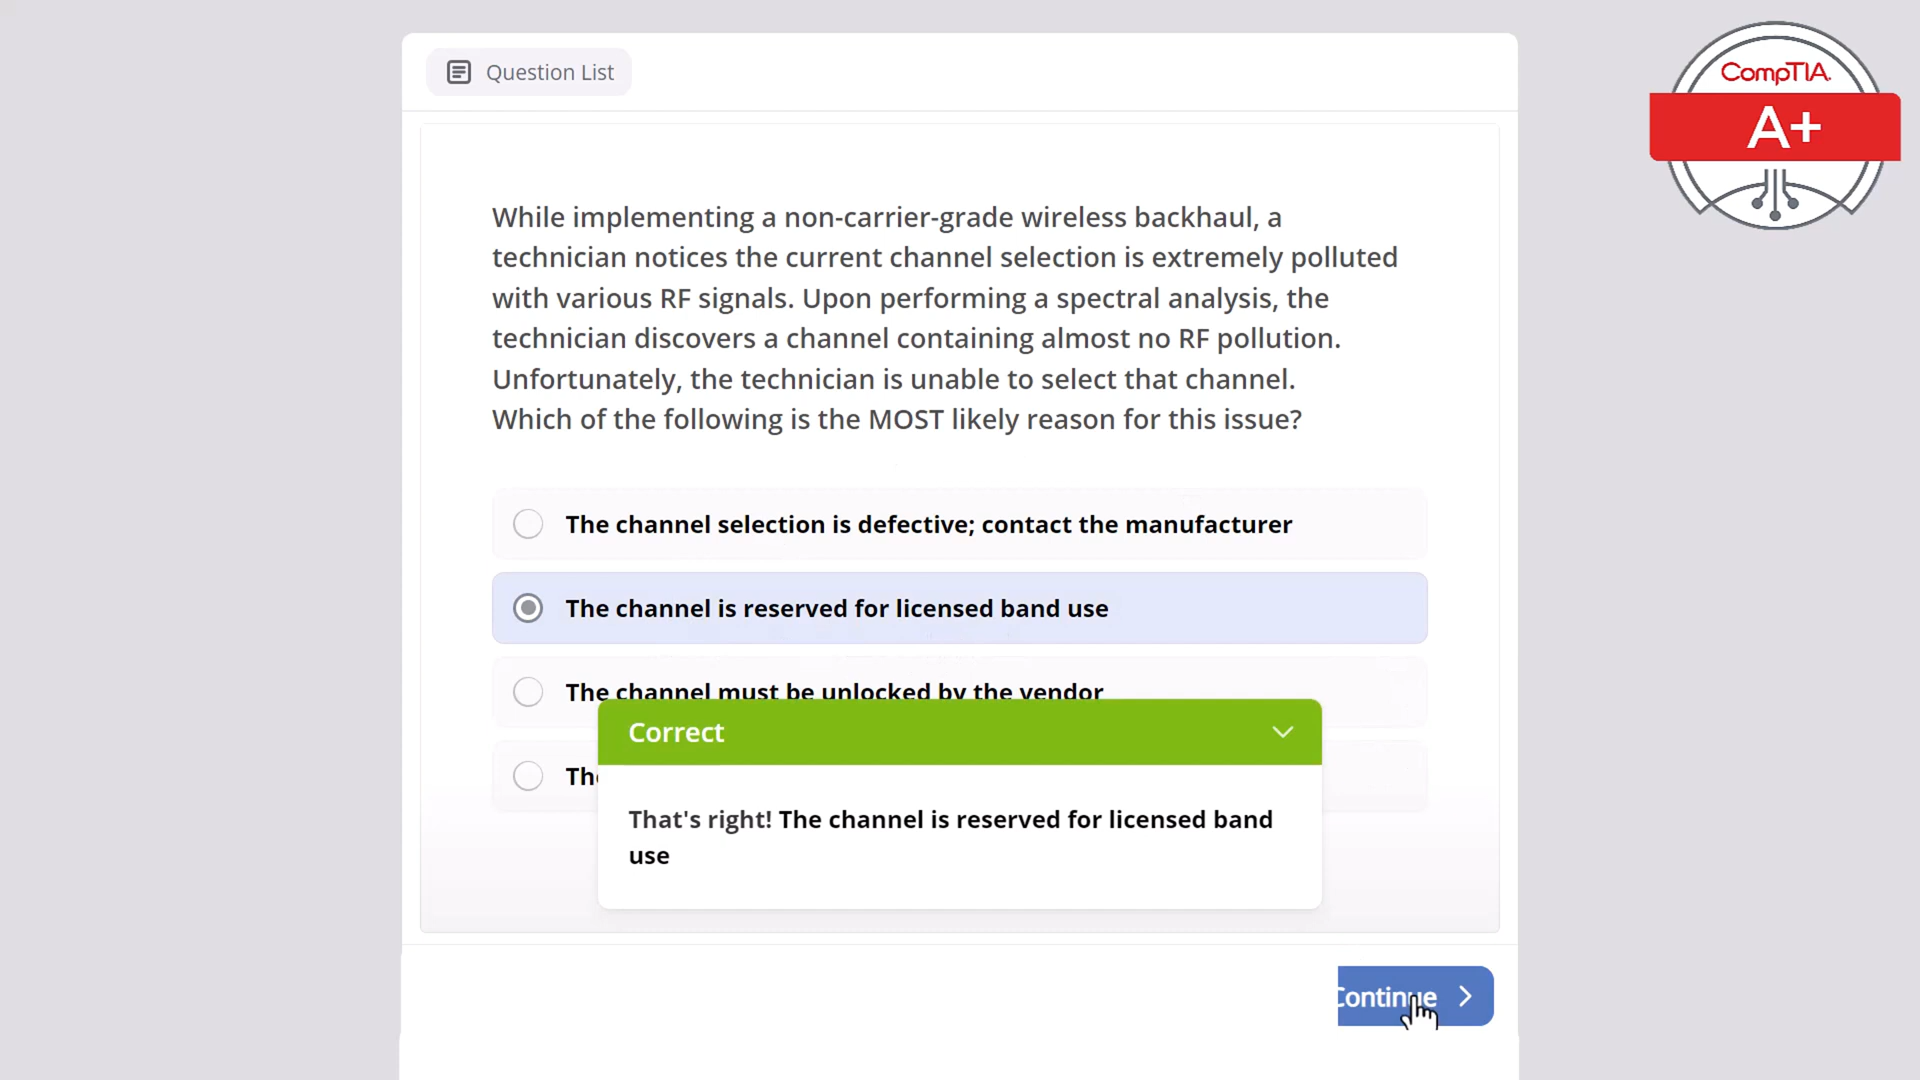 Question List
CompTIA.
A+
While implementing a non-carrier-grade wireless backhaul, a
technician notices the current channel selection is extremely polluted
with various RF signals. Upon performing a spectral analysis, the
technician discovers a channel containing almost no RF pollution.
Unfortunately, the technician is unable to select that channel.
Which of the following is the MOST likely reason for this issue?
The channel selection is defective; contact the manufacturer
The channel is reserved for licensed band use
The channel must be unlocked by the vendor
Correct
That's right! The channel is reserved for licensed band
use
Continue